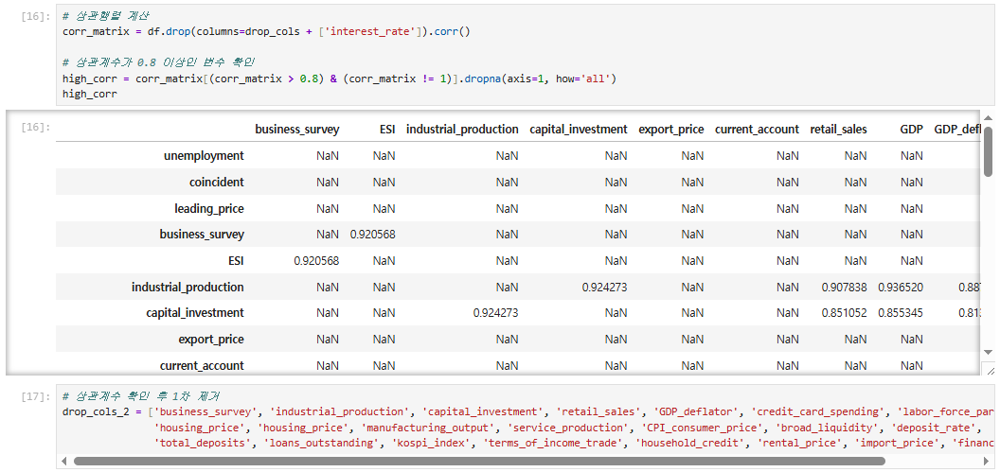 [16]:
# 상관행렬 계산
corr_matrix = df.drop(columns=drop_cols + ['interest_rate']).corr()
# 상관계수가 0.8 이상인 변수 확인
high_corr = corr_matrix[(corr_matrix > 0.8) & (corr_matrix != 1)].dropna(axis=1, how='all')
high_corr
[16]:
business_survey ESI industrial_production capital_investment export_price current_account retail_sales GDP GDP_defl
unemployment NaN NaN NaN NaN NaN NaN NaN NaN
coincident NaN NaN NaN NaN NaN NaN NaN NaN
leading_price NaN NaN NaN NaN NaN NaN NaN NaN
business_survey NaN 0.920568 NaN NaN NaN NaN NaN NaN
ESI 0.920568 NaN NaN NaN NaN NaN NaN NaN
industrial_production NaN NaN NaN 0.924273 NaN NaN 0.907838 0.936520 0.887
capital_investment NaN NaN 0.924273 NaN NaN NaN 0.851052 0.855345 0.813
export_price NaN NaN NaN NaN NaN NaN NaN NaN
current_account NaN NaN NaN NaN NaN NaN NaN NaN
[17]:
# 상관계수 확인 후 1차 제거
drop_cols_2 = ['business_survey', 'industrial_production', 'capital_investment', 'retail_sales', 'GDP_deflator', 'credit_card_spending', 'labor_force_par
'housing_price', 'housing_price', 'manufacturing_output', 'service_production', 'CPI_consumer_price', 'broad_liquidity', 'deposit_rate',
'total_deposits', 'loans_outstanding', 'kospi_index', 'terms_of_income_trade', 'household_credit', 'rental_price', 'import_price', 'financ